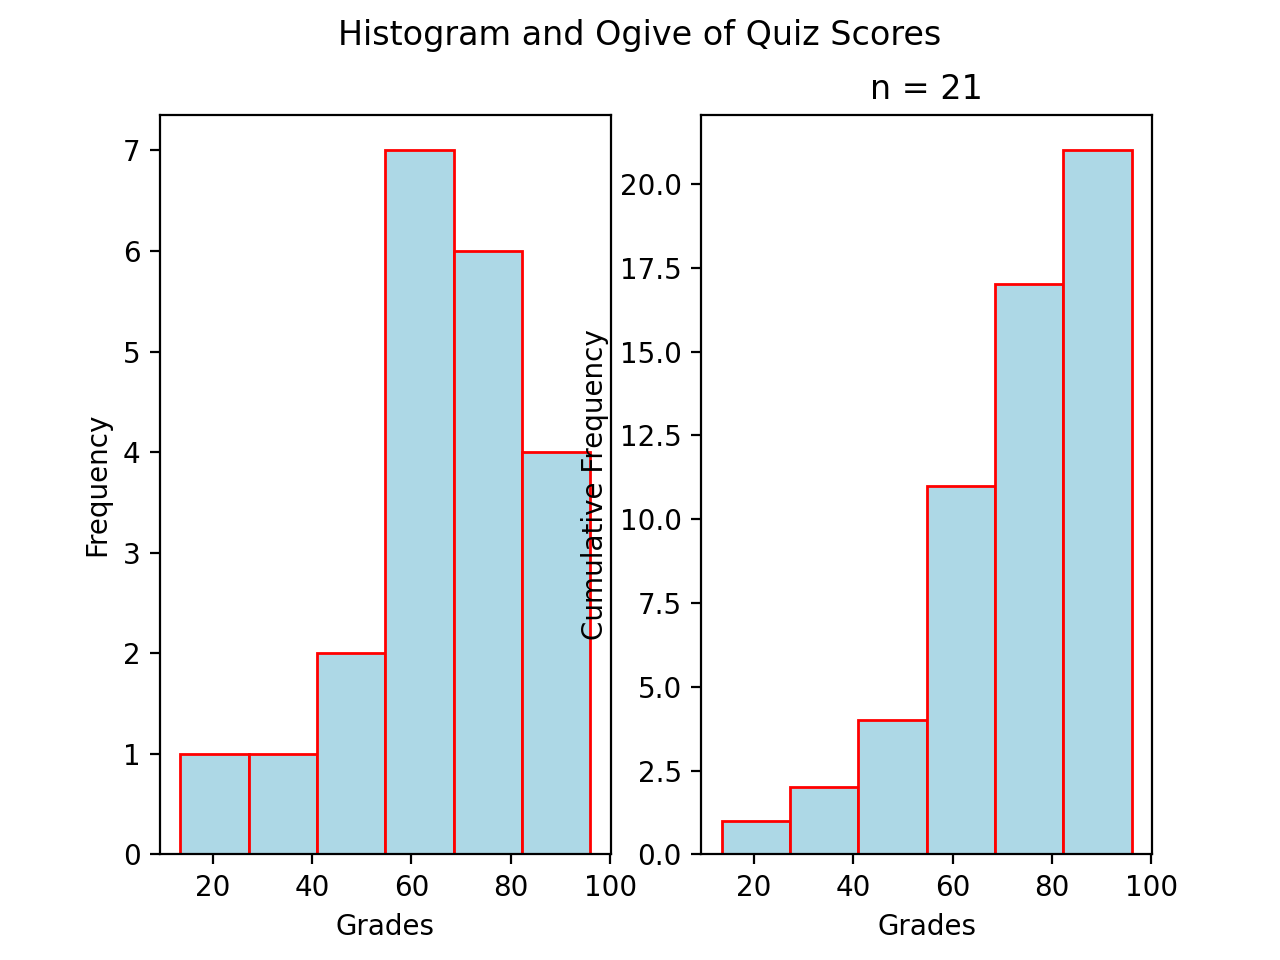 Histogram and Ogive of Quiz Scores
n = 21
7
6
5
4
3
2
1
0
Frequency
20 40 60 80 100
Grades
20.0
17.5
15.0
12.5
10.0
7.5
5.0
2.5
0.0
Cumulative Frequency
20 40 60 80 100
Grades